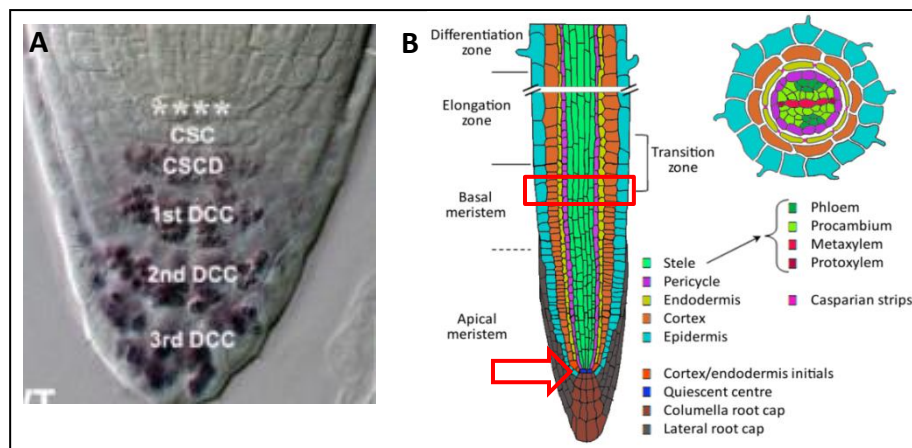 A
****
CSC
CSCD
1st DCC
2nd DCC
3rd DCC
B
Differentiation
zone
Elongation
zone
Basal
meristem
Apical
meristem
Transition
zone
Stele
Pericycle
Endodermis
Cortex
Epidermis
Cortex/endodermis initials
Quiescent centre
Columella root cap
Lateral root cap
Phloem
Procambium
Metaxylem
Protoxylem
Casparian strips